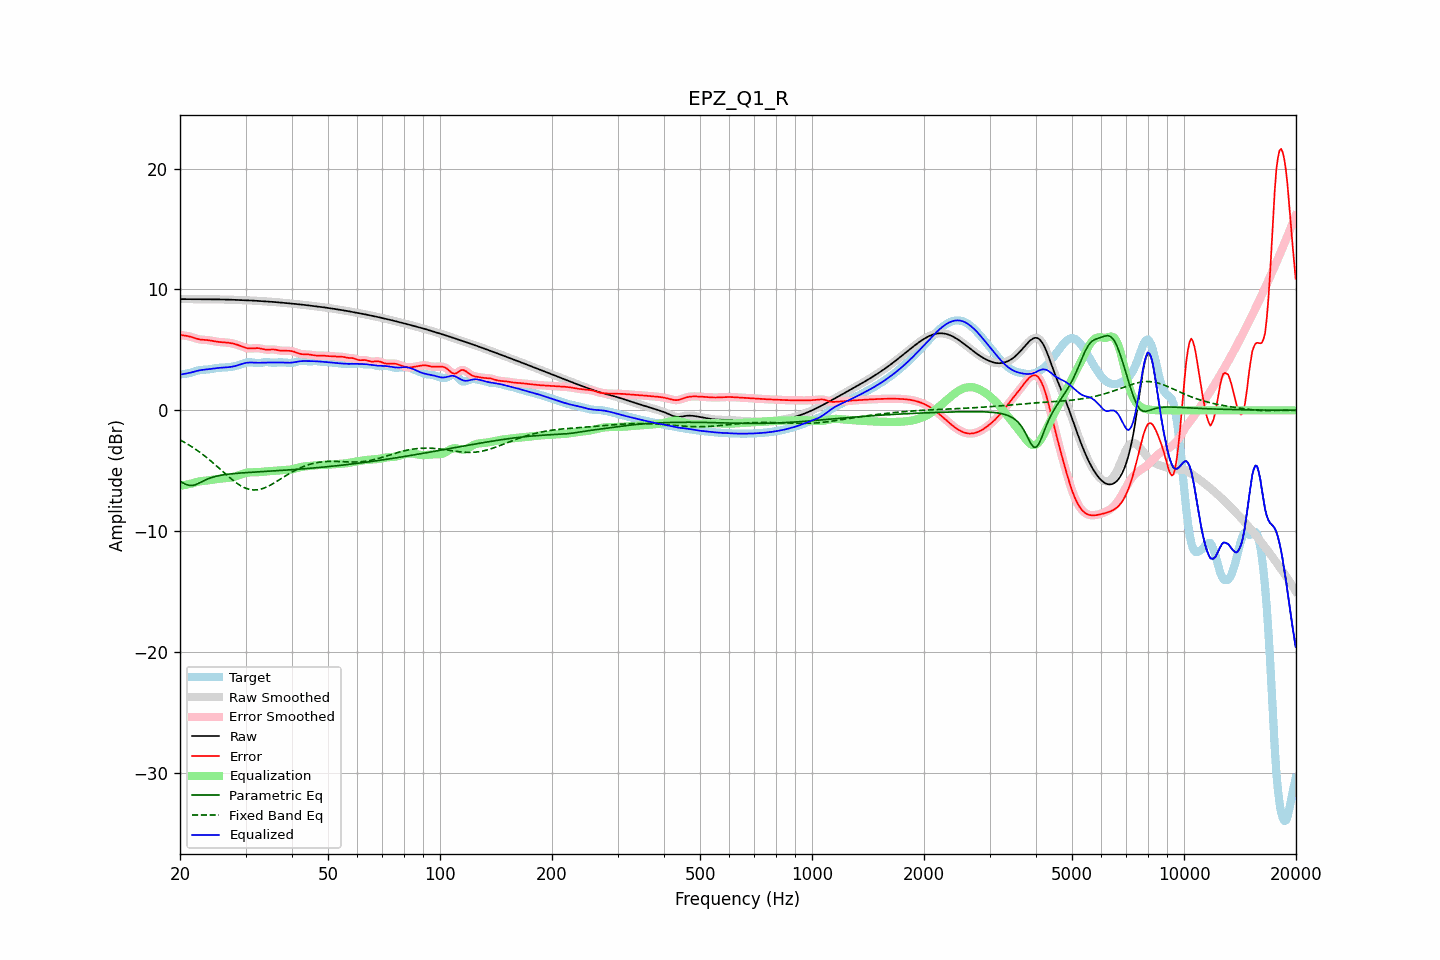 EPZ_Q1_R
Amplitude (dBr)
20
10
0
−10
−20
−30
Target
Raw Smoothed
Error Smoothed
Raw
Error
Equalization
Parametric Eq
Fixed Band Eq
Equalized
20 50 100 200 500 1000 2000 5000 10000 20000
Frequency (Hz)